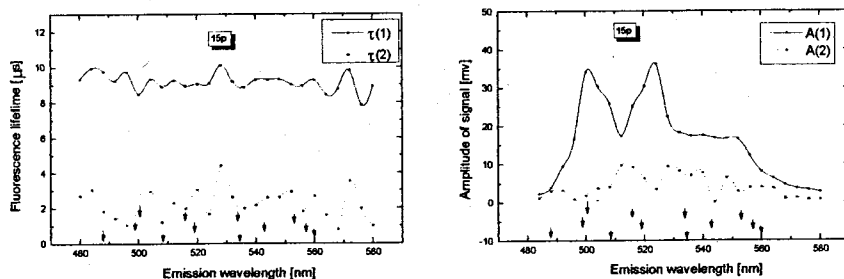 15p
τ(1)
τ(2)
Fluorescence lifetime [μs]
12
10
8
6
4
2
0
480 500 520 540 560 580
Emission wavelength [nm]
15p
A(1)
A(2)
Amplitude of signal [mv]
50
40
30
20
10
0
-10
480 500 520 540 560 580
Emission wavelength [nm]